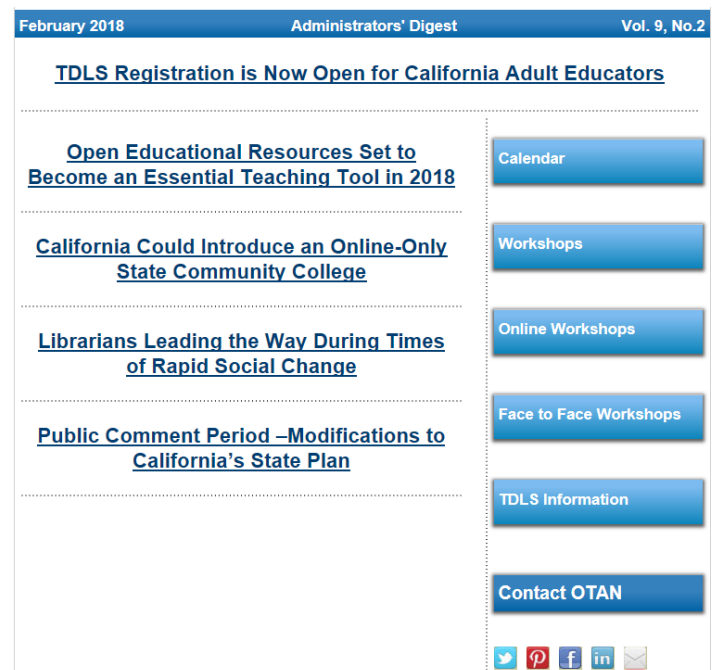 February 2018 Administrators' Digest Vol. 9, No.2
TDLS Registration is Now Open for California Adult Educators
Open Educational Resources Set to
Become an Essential Teaching Tool in 2018
California Could Introduce an Online-Only
State Community College
Librarians Leading the Way During Times
of Rapid Social Change
Public Comment Period –Modifications to
California’s State Plan
Calendar
Workshops
Online Workshops
Face to Face Workshops
TDLS Information
Contact OTAN